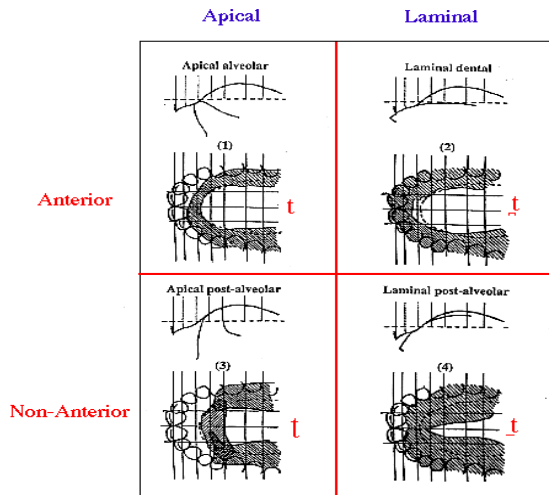 Apical Laminal
Apical alveolar Laminal dental
(1) (2)
Anterior t t̪
Apical post-alveolar Laminal post-alveolar
(3) (4)
Non-Anterior t t̠